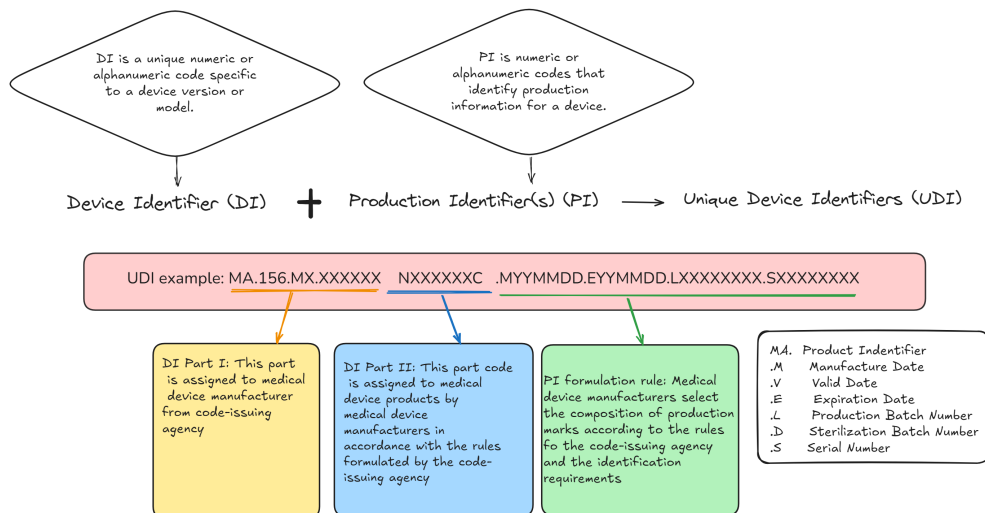 DI is a unique numeric or
alphanumeric code specific
to a device version or
model.
PI is numeric or
alphanumeric codes that
identify production
information for a device.
Device Identifier (DI) + Production Identifier(s) (PI) Unique Device Identifiers (UDI)
UDI example: MA.156.MX.XXXXXX NXXXXXXC .MYYMMDD.EYYMMDD.LXXXXXXXX.SXXXXXXXX
DI Part I: This part
is assigned to medical
device manufacturer
from code-issuing
agency
DI Part II: This part code
is assigned to medical
device products by
medical device
manufacturers in
accordance with the rules
formulated by the code-
issuing agency
PI formulation rule: Medical
device manufacturers select
the composition of production
marks according to the rules
fo the code-issuing agency
and the identification
requirements
MA. Product Indentifier
.M Manufacture Date
.V Valid Date
.E Expiration Date
.L Production Batch Number
.D Sterilization Batch Number
.S Serial Number